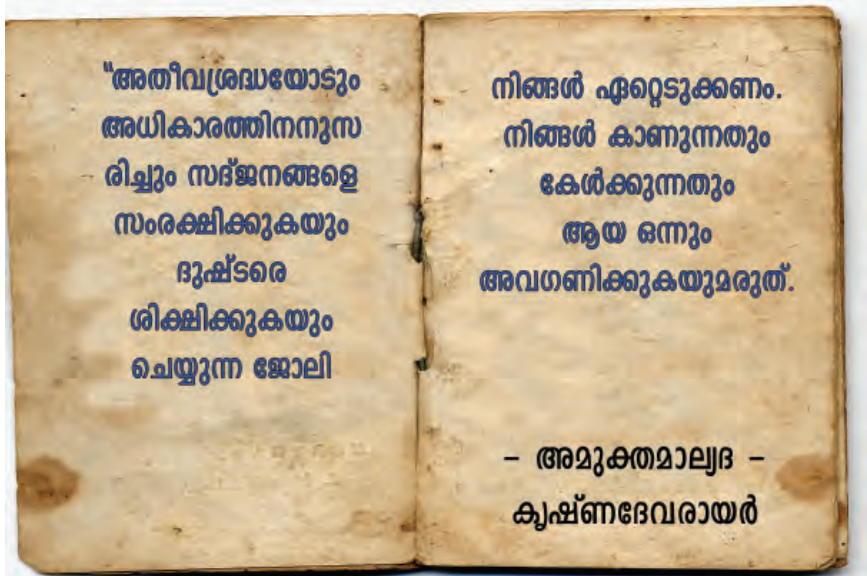 "അതീവശ്രദ്ധയോടും
അധികാരത്തിനനുസ
രിച്ചും സദ്ജനങ്ങളെ
സംരക്ഷിക്കുകയും
ദുഷ്ടരെ
ശിക്ഷിക്കുകയും
ചെയ്യുന്ന ജോലി
നിങ്ങൾ ഏറ്റെടുക്കണം.
നിങ്ങൾ കാണുന്നതും
കേൾക്കുന്നതും
ആയ ഒന്നും
അവഗണിക്കുകയുമരുത്.
– അമുക്തമാല്യദ –
കൃഷ്ണദേവരായർ